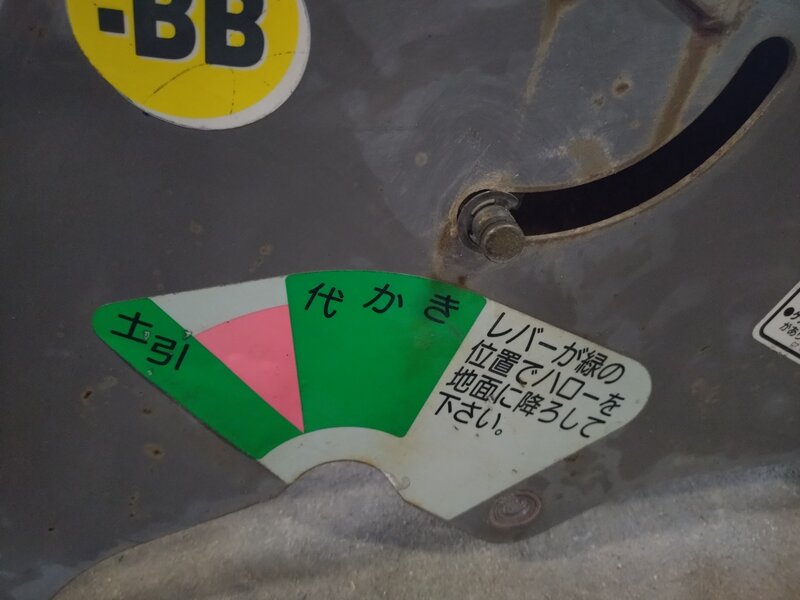 -BB
土引
代かき
レバーが緑の
位置でハローを
地面に降ろして
下さい。